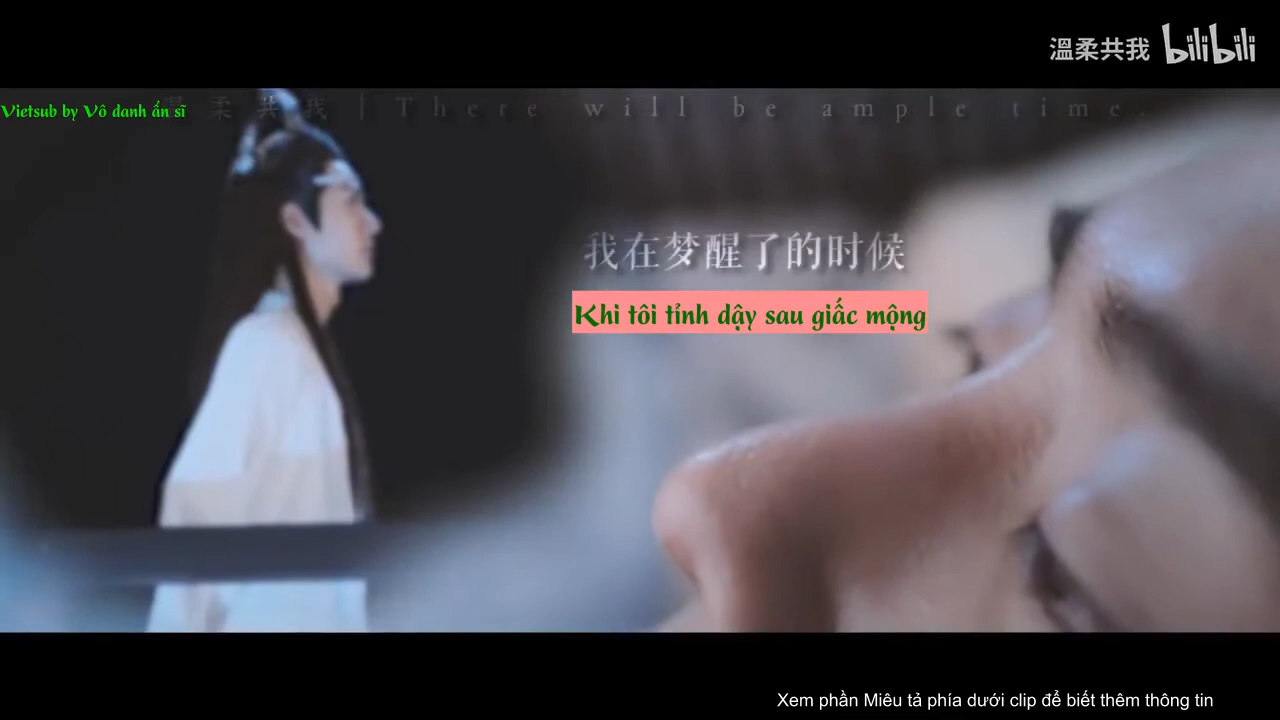 溫柔共我 bilibili
Vietsub by Vô danh ẩn sĩ
柔 共 我 | There will be ample time.
我在梦醒了的时候
Khi tôi tỉnh dậy sau giấc mộng
Xem phần Miêu tả phía dưới clip để biết thêm thông tin